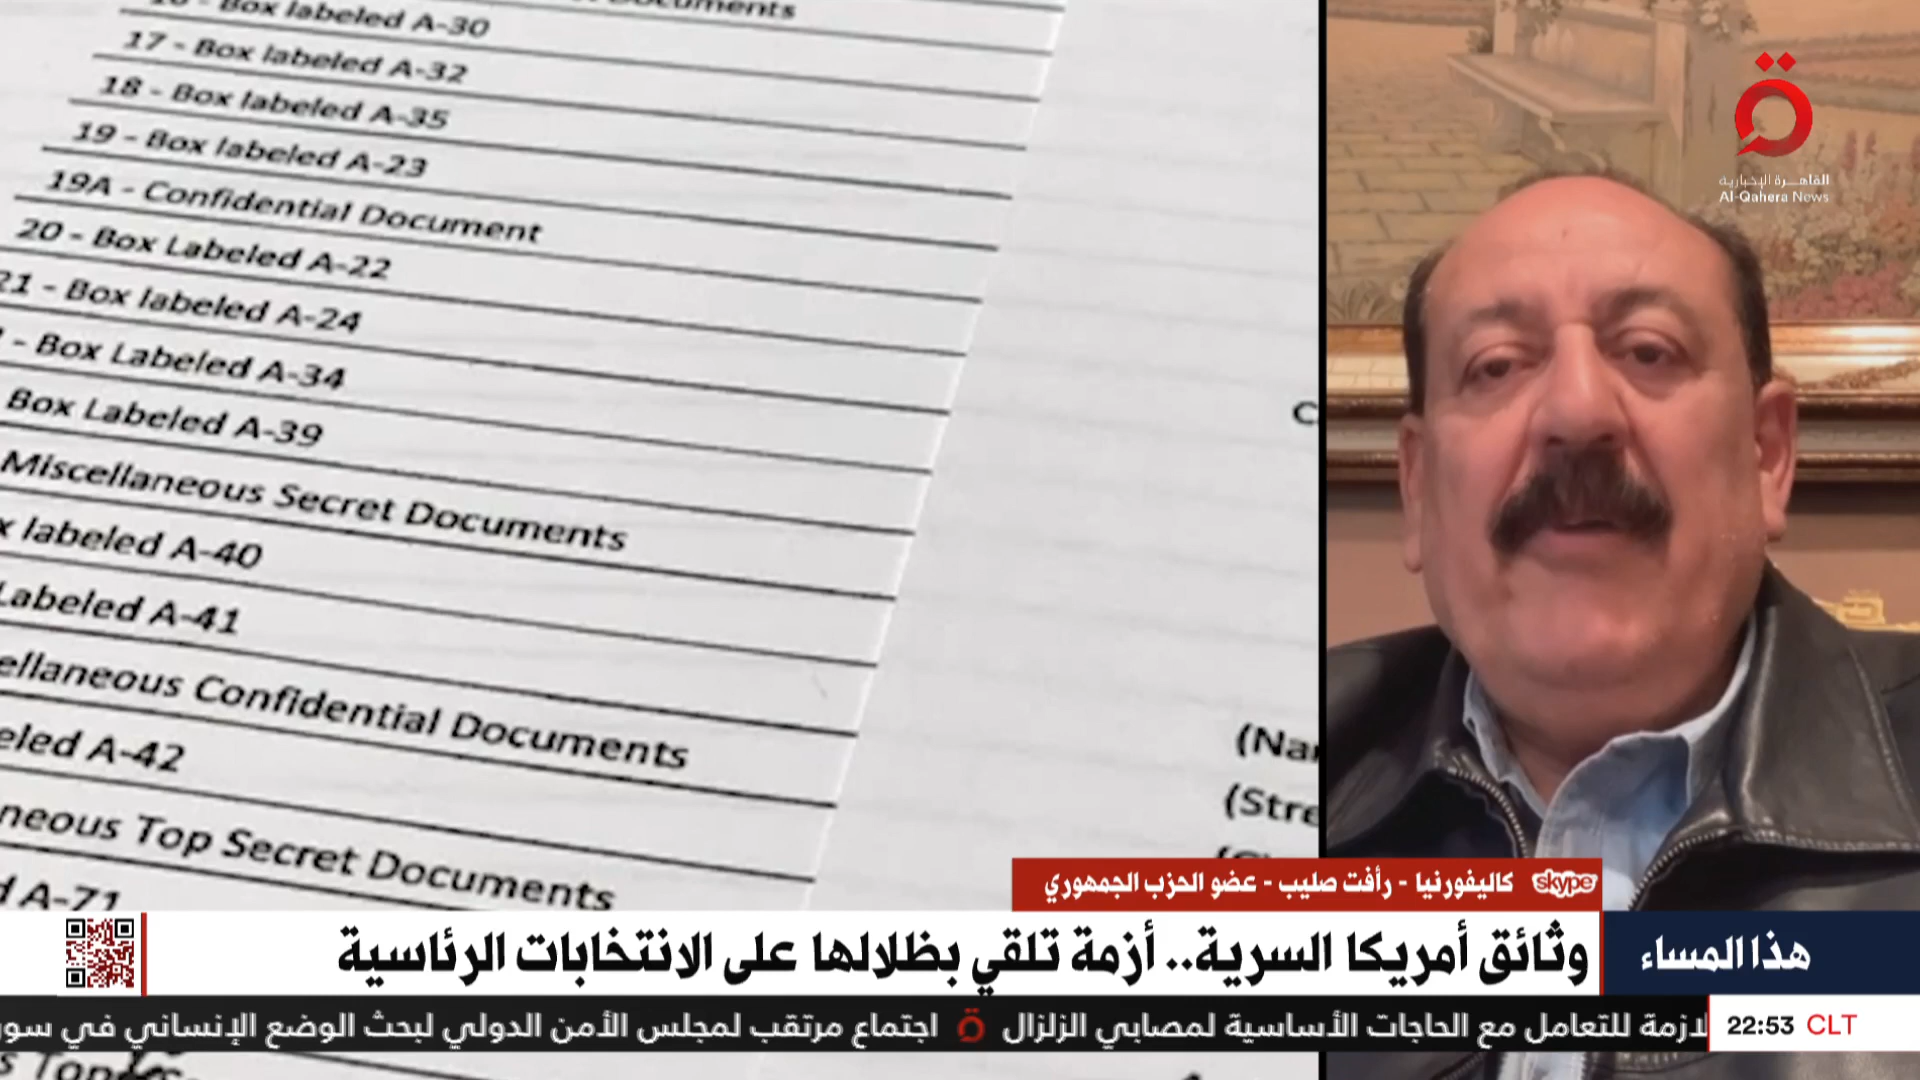 Documents
- Box labeled A-30
17 - Box labeled A-32
18 - Box labeled A-35
19 - Box labeled A-23
19A - Confidential Document
20 - Box Labeled A-22
21 - Box labeled A-24
- Box Labeled A-34
Box Labeled A-39
Miscellaneous Secret Documents
x labeled A-40
Labeled A-41
ellaneous Confidential Documents
eled A-42
neous Top Secret Documents
d A-71
(Nar
(Stre
القاهرة الإخبارية
Al-Qahera News
skype كاليفورنيا - رأفت صليب - عضو الحزب الجمهوري
هذا المساء
وثائق أمريكا السرية.. أزمة تلقي بظلالها على الانتخابات الرئاسية
22:53 CLT
لازمة للتعامل مع الحاجات الأساسية لمصابي الزلزال
اجتماع مرتقب لمجلس الأمن الدولي لبحث الوضع الإنساني في سور